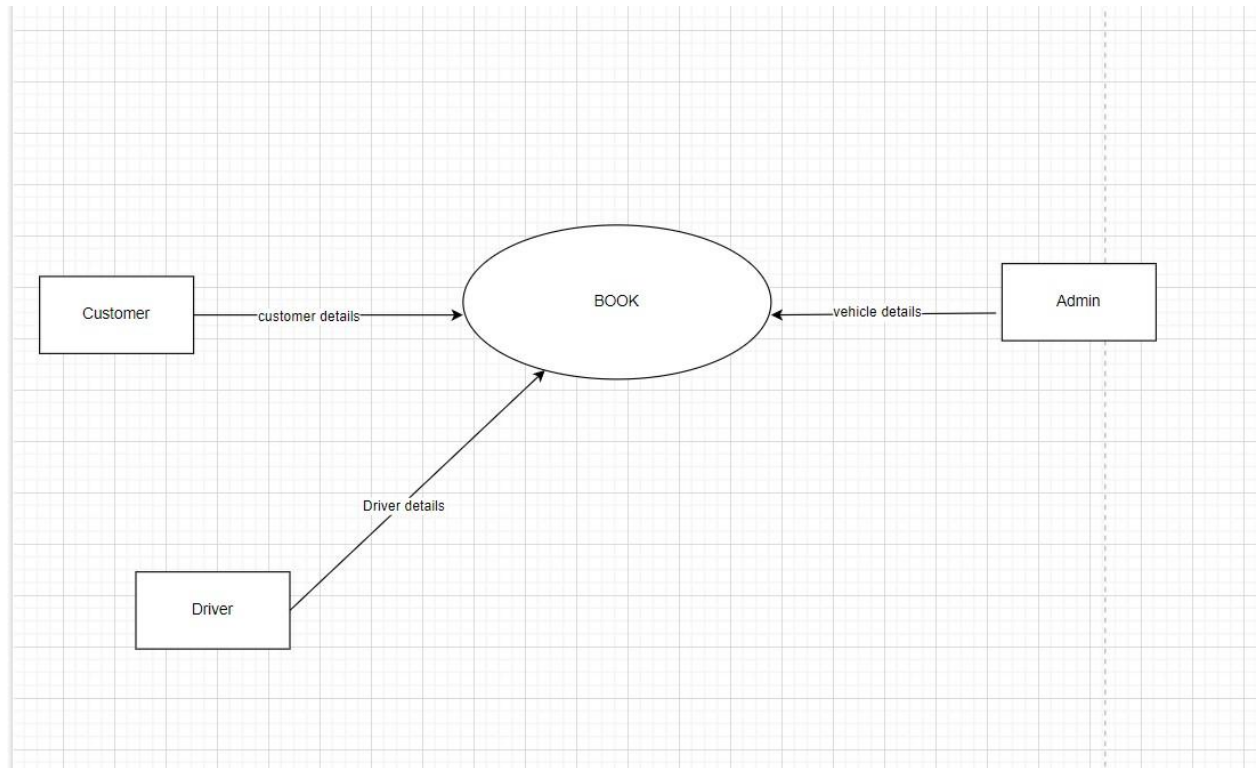 BOOK
Customer
customer details
vehicle details
Admin
Driver details
Driver